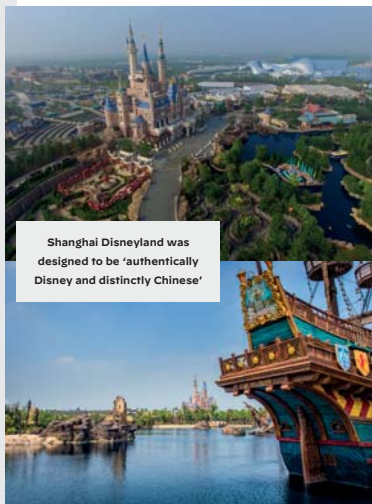 Shanghai Disneyland was
designed to be ‘authentically
Disney and distinctly Chinese’